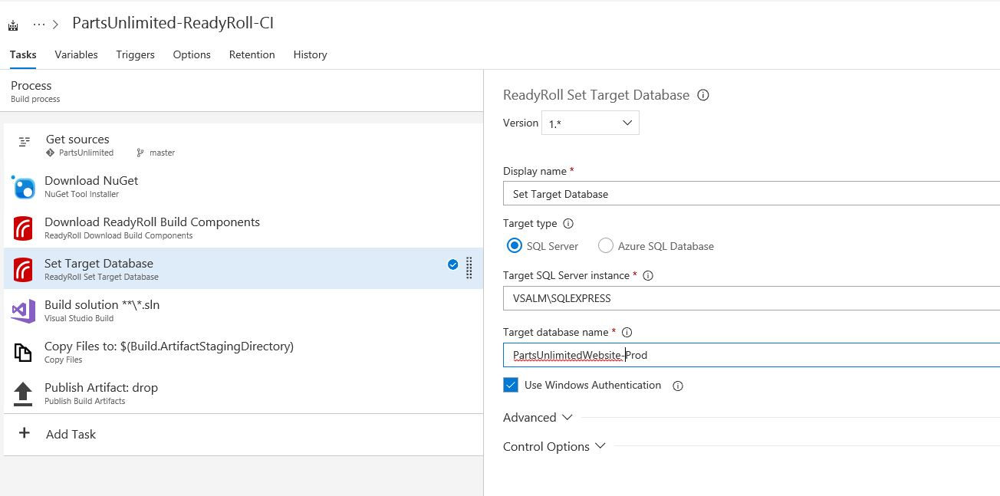 ··· > PartsUnlimited-ReadyRoll-CI
Tasks Variables Triggers Options Retention History
Process
Build process
Get sources
PartsUnlimited master
Download NuGet
NuGet Tool Installer
Download ReadyRoll Build Components
ReadyRoll Download Build Components
Set Target Database
ReadyRoll Set Target Database
Build solution **\*.sln
Visual Studio Build
Copy Files to: $(Build.ArtifactStagingDirectory)
Copy Files
Publish Artifact: drop
Publish Build Artifacts
+ Add Task
ReadyRoll Set Target Database
Version 1.*
Display name *
Set Target Database
Target type
SQL Server Azure SQL Database
Target SQL Server instance *
VSALM\SQLEXPRESS
Target database name *
PartsUnlimitedWebsite-Prod
Use Windows Authentication
Advanced
Control Options